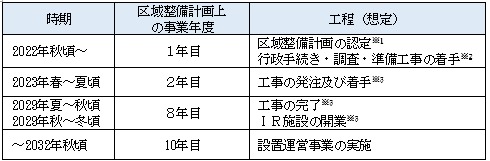 時期
区域整備計画上
の事業年度
工程（想定）
2022年秋頃～
1年目
区域整備計画の認定※1
行政手続き・調査・準備工事の着手※2
2023年春～夏頃
2年目
工事の発注及び着手※3
2029年夏～秋頃
2029年秋～冬頃
8年目
工事の完了※3
ＩＲ施設の開業※3
～2032年秋頃
10年目
設置運営事業の実施